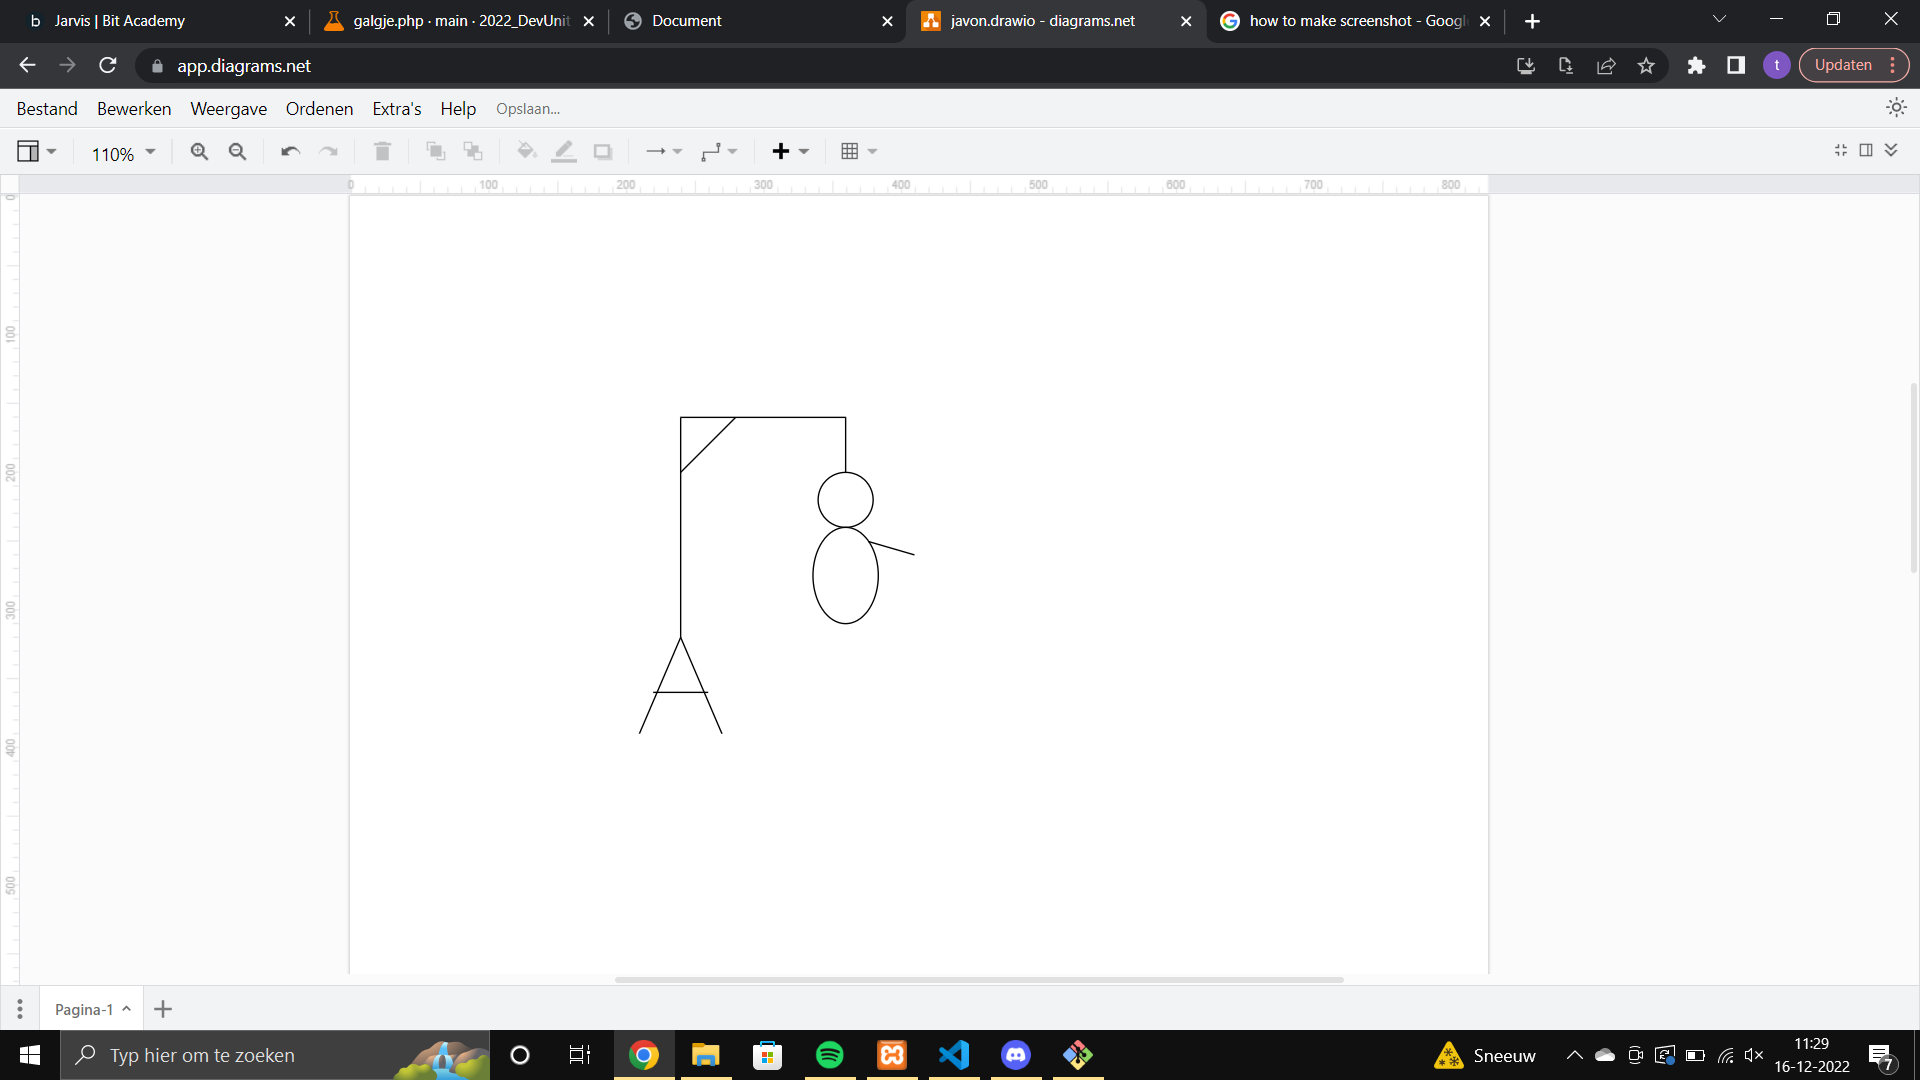 b Jarvis | Bit Academy
galgje.php · main · 2022_DevUnit
Document
javon.drawio - diagrams.net
how to make screenshot - Googl
app.diagrams.net
t
Updaten
Bestand Bewerken Weergave Ordenen Extra's Help Opslaan...
110%
0 100 200 300 400 500 600 700 800
0
100
200
300
400
500
Pagina-1
Typ hier om te zoeken
Sneeuw
11:29
16-12-2022
7